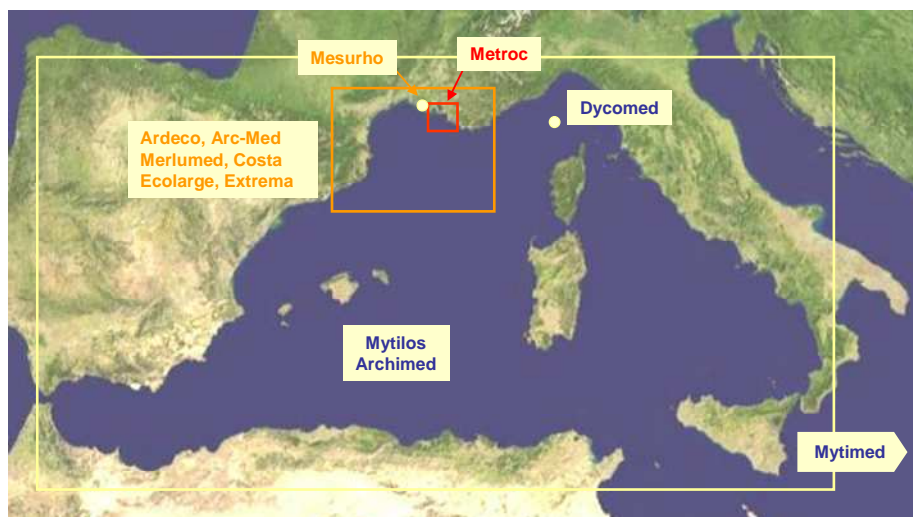 Mesurho
Metroc
Dycomed
Ardeco, Arc-Med
Merlumed, Costa
Ecolarge, Extrema
Mytilos
Archimed
Mytimed